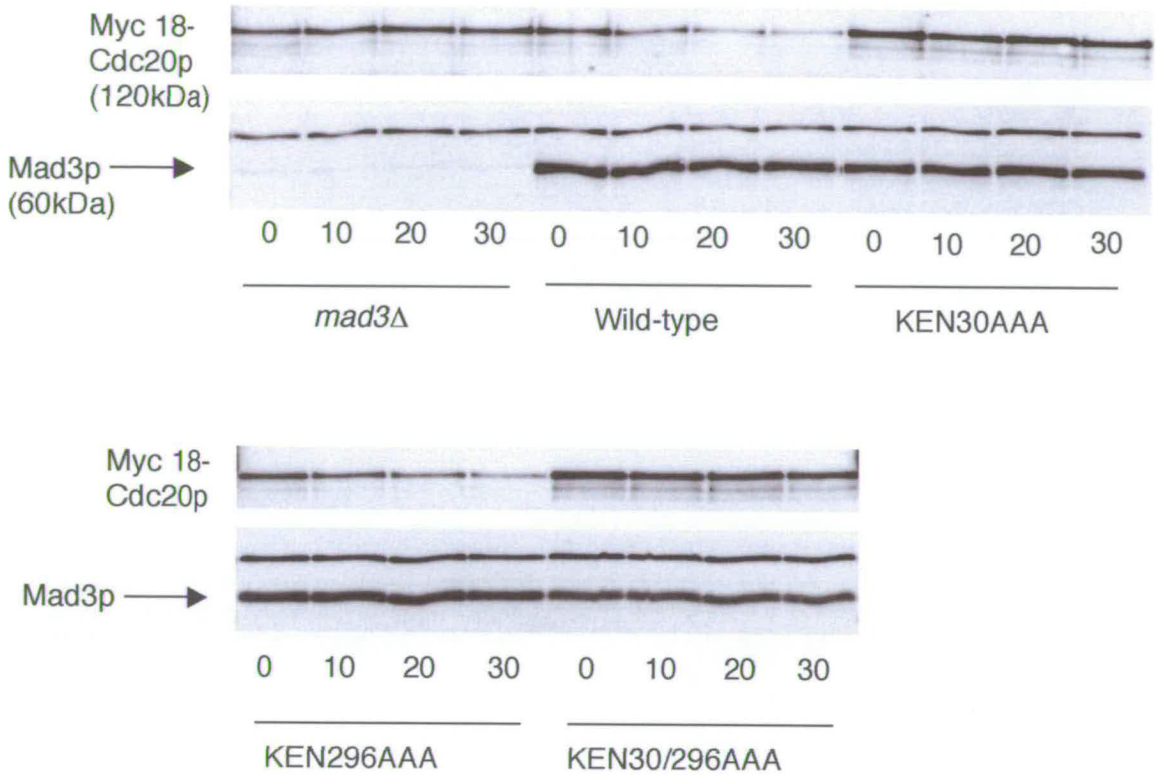 Myc 18-
Cdc20p
(120kDa)
Mad3p
(60kDa)
0 10 20 30 0 10 20 30 0 10 20 30
mad3Δ Wild-type KEN30AAA
Myc 18-
Cdc20p
Mad3p
0 10 20 30 0 10 20 30
KEN296AAA KEN30/296AAA